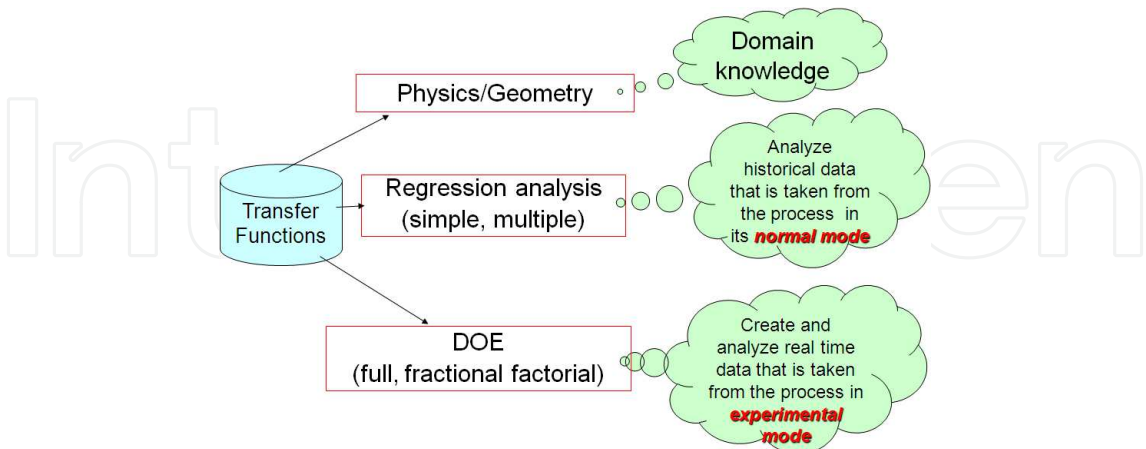 Domain
knowledge
Physics/Geometry
Analyze
historical data
that is taken from
the process in
its normal mode
Regression analysis
(simple, multiple)
Transfer
Functions
Create and
analyze real time
data that is taken
from the process in
experimental
mode
DOE
(full, fractional factorial)
Inte
en